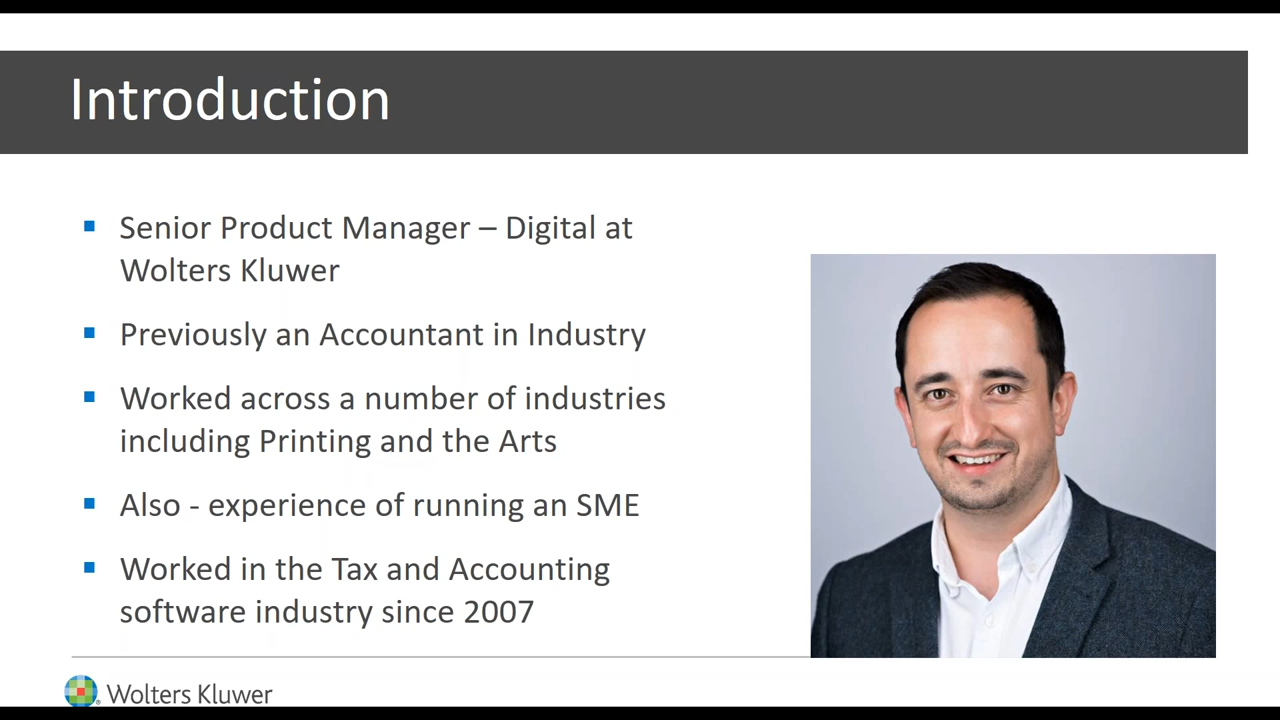 Introduction
Senior Product Manager – Digital at
Wolters Kluwer
Previously an Accountant in Industry
Worked across a number of industries
including Printing and the Arts
Also - experience of running an SME
Worked in the Tax and Accounting
software industry since 2007
Wolters Kluwer